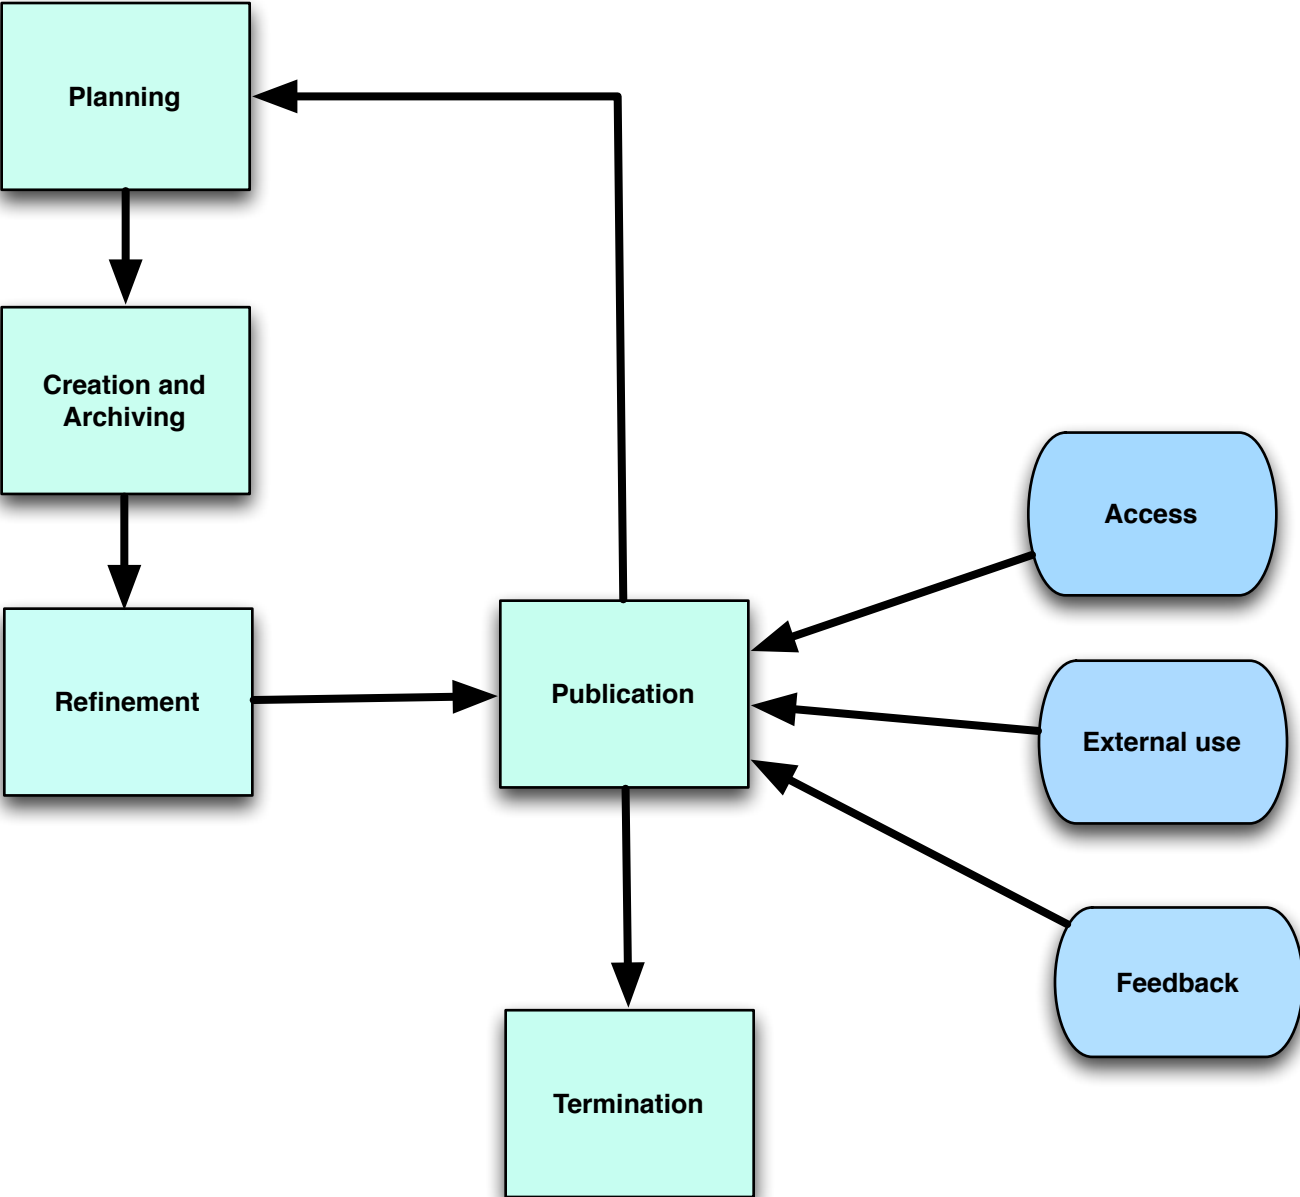 Planning
Creation and
Archiving
Access
Refinement
Publication
External use
Feedback
Termination